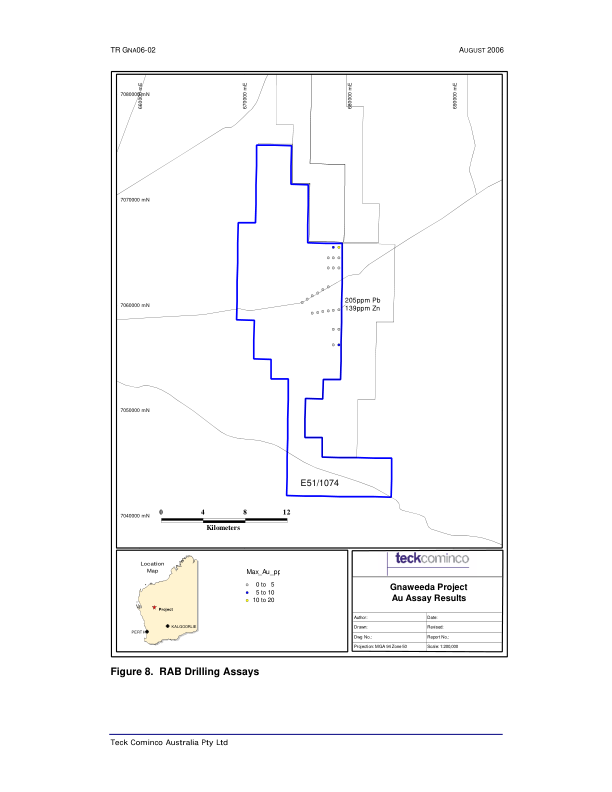 TR GNA06-02
AUGUST 2006
7080000 mN
660000 mE
670000 mE
680000 mE
690000 mE
7070000 mN
7060000 mN
205ppm Pb
139ppm Zn
7050000 mN
E51/1074
7040000 mN
0 4 8 12
Kilometers
Location
Map
Project
KALGOORLIE
PERTH
Max_Au_pp
0 to 5
5 to 10
10 to 20
teckcominco
Gnaweeda Project
Au Assay Results
Author: Date:
Drawn: Revised:
Dwg No.: Report No.:
Projection: MGA 94 Zone 50 Scale: 1:200,000
Figure 8. RAB Drilling Assays
Teck Cominco Australia Pty Ltd